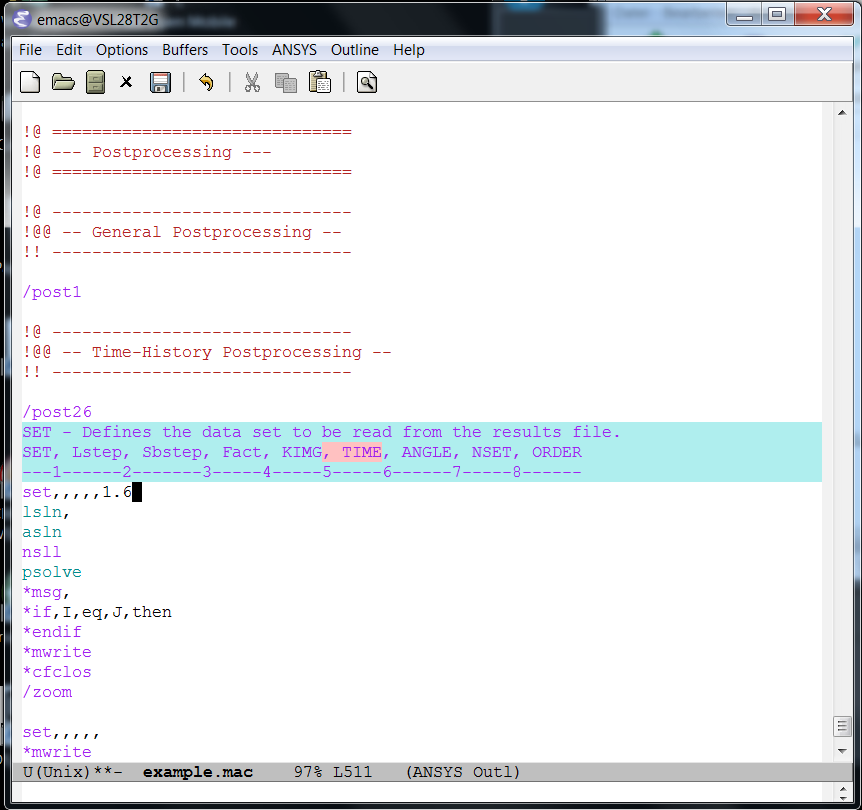 emacs@VSL28T2G
File Edit Options Buffers Tools ANSYS Outline Help
!@ ==============================
!@ --- Postprocessing ---
!@ ==============================
!@ ------------------------------
!@@ -- General Postprocessing --
!! ------------------------------
/post1
!@ ------------------------------
!@@ -- Time-History Postprocessing --
!! ------------------------------
/post26
SET - Defines the data set to be read from the results file.
SET, Lstep, Sbstep, Fact, KIMG, TIME, ANGLE, NSET, ORDER
---1------2-------3-----4-----5-----6------7-----8------
set,,,,,1.6
lsln,
asln
nsll
psolve
*msg,
*if,I,eq,J,then
*endif
*mwrite
*cfclos
/zoom
set,,,,,
*mwrite
U(Unix)**- example.mac 97% L511 (ANSYS Outl)